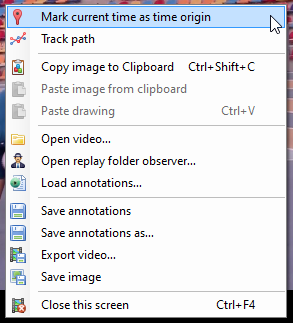 Mark current time as time origin
Track path
Copy image to Clipboard Ctrl+Shift+C
Paste image from clipboard
Paste drawing Ctrl+V
Open video...
Open replay folder observer...
Load annotations...
Save annotations
Save annotations as...
Export video...
Save image
Close this screen Ctrl+F4